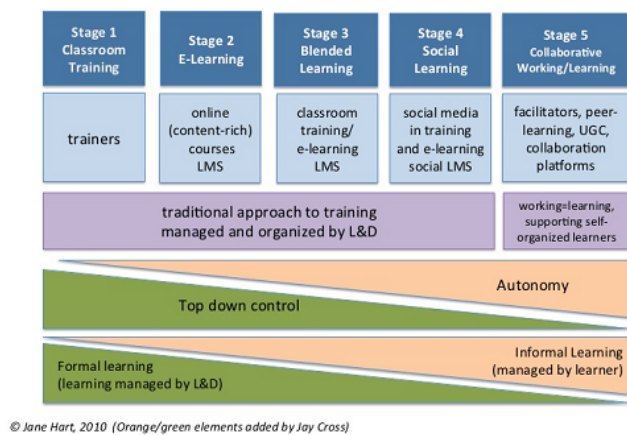 Stage 1
Classroom
Training
Stage 2
E-Learning
Stage 3
Blended
Learning
Stage 4
Social
Learning
Stage 5
Collaborative
Working/Learning
trainers
online
(content-rich)
courses
LMS
classroom
training/
e-learning
LMS
social media
in training
and e-learning
social LMS
facilitators, peer-
learning, UGC,
collaboration
platforms
traditional approach to training
managed and organized by L&D
working=learning,
supporting self-
organized learners
Autonomy
Top down control
Informal Learning
(managed by learner)
Formal learning
(learning managed by L&D)
© Jane Hart, 2010 (Orange/green elements added by Jay Cross)